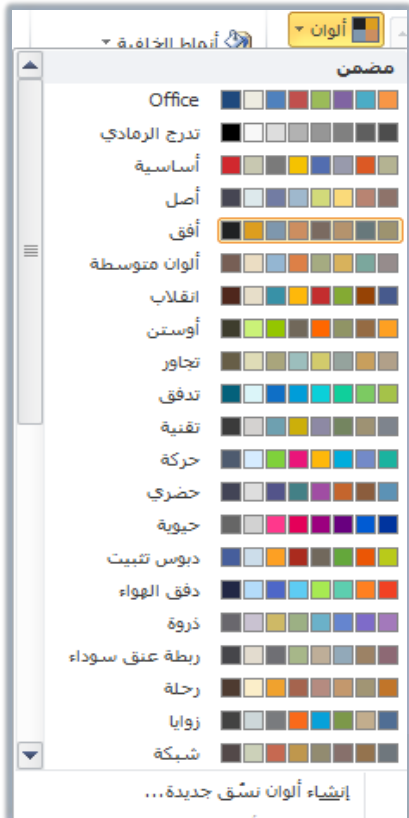 ألوان
أنماط الخلفية
مضمن
Office
تدرج الرمادي
أساسية
أصل
أفق
ألوان متوسطة
انقلاب
أوستن
تجاور
تدفق
تقنية
حركة
حضري
حيوية
دبوس تثبيت
دفق الهواء
ذروة
ربطة عنق سوداء
رحلة
زوايا
شبكة
إنشاء ألوان نسّق جديدة...